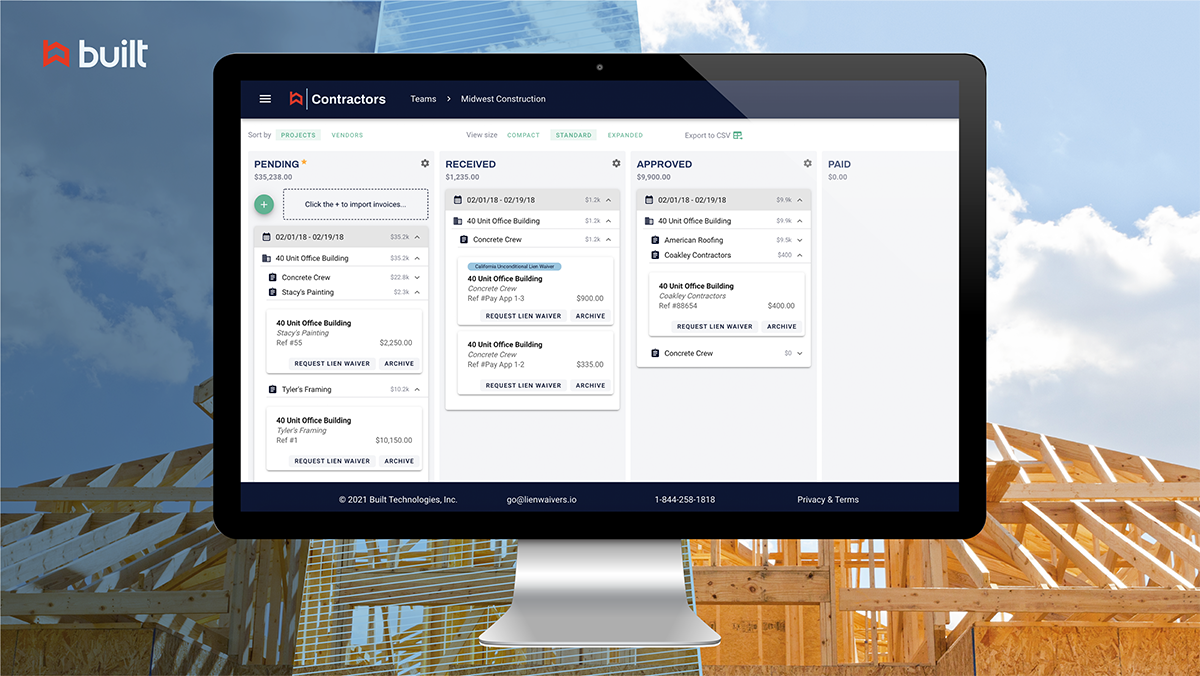 built
Contractors
Teams > Midwest Construction
Sort by PROJECTS VENDORS
View size COMPACT STANDARD EXPANDED
Export to CSV
PENDING
$35,238.00
Click the + to import invoices...
02/01/18 - 02/19/18 $35.2k
40 Unit Office Building $35.2k
Concrete Crew $22.8k
Stacy's Painting $2.3k
40 Unit Office Building
Stacy's Painting
Ref #55 $2,250.00
REQUEST LIEN WAIVER ARCHIVE
Tyler's Framing $10.2k
40 Unit Office Building
Tyler's Framing
Ref #1 $10,150.00
REQUEST LIEN WAIVER ARCHIVE
RECEIVED
$1,235.00
02/01/18 - 02/19/18 $1.2k
40 Unit Office Building $1.2k
Concrete Crew $1.2k
California Unconditional Lien Waiver
40 Unit Office Building
Concrete Crew
Ref #Pay App 1-3 $900.00
REQUEST LIEN WAIVER ARCHIVE
40 Unit Office Building
Concrete Crew
Ref #Pay App 1-2 $335.00
REQUEST LIEN WAIVER ARCHIVE
APPROVED
$9,900.00
02/01/18 - 02/19/18 $9.9k
40 Unit Office Building $9.9k
American Roofing $9.5k
Coakley Contractors $400
40 Unit Office Building
Coakley Contractors
Ref #88654 $400.00
REQUEST LIEN WAIVER ARCHIVE
Concrete Crew $0
PAID
$0.00
© 2021 Built Technologies, Inc. go@lienwaivers.io 1-844-258-1818 Privacy & Terms